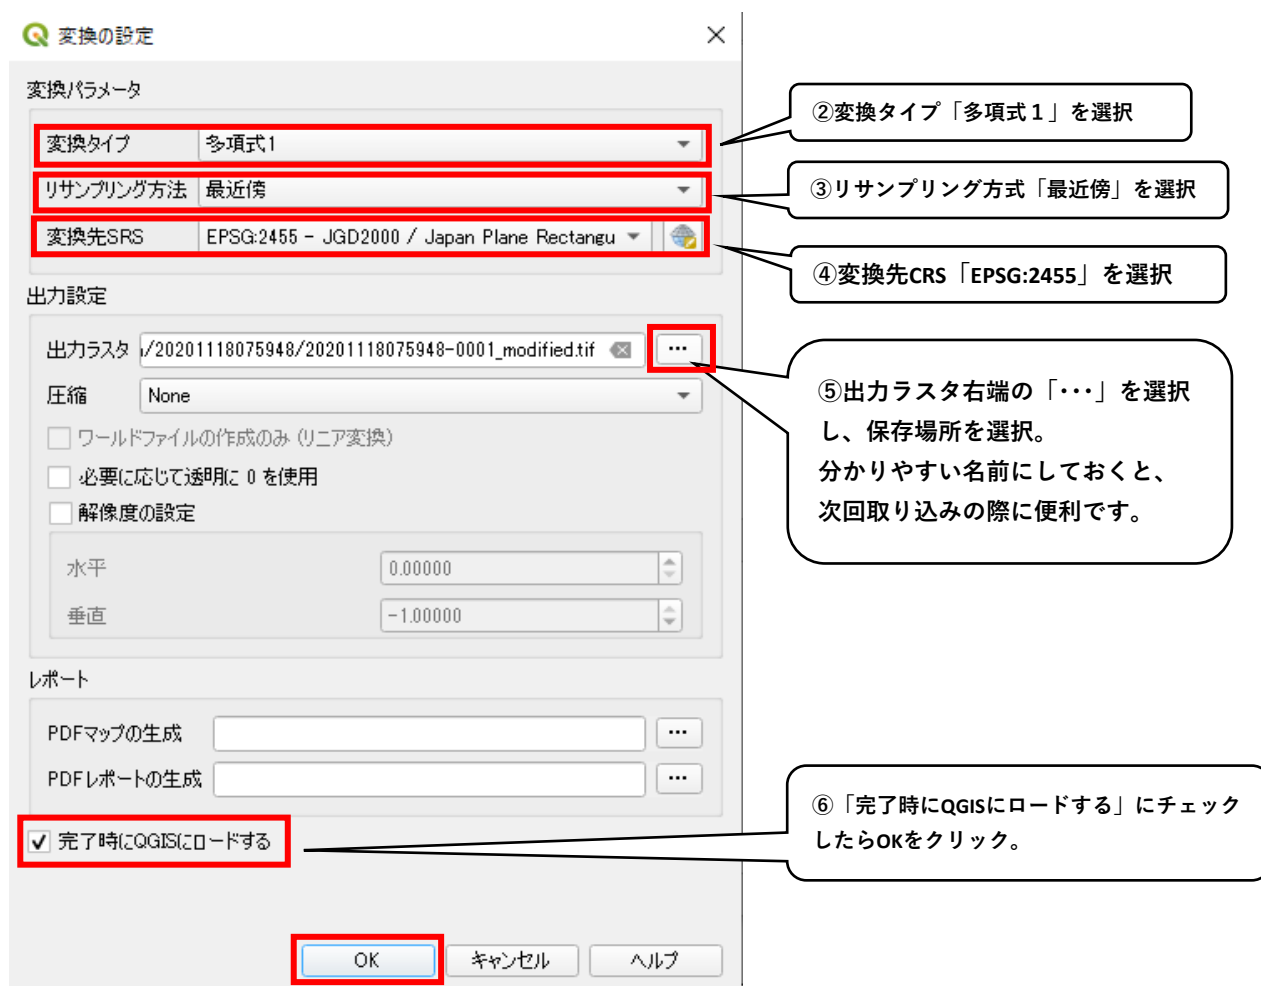 変換の設定
変換パラメータ
②変換タイプ「多項式１」を選択
変換タイプ 多項式1
③リサンプリング方式「最近傍」を選択
リサンプリング方法 最近傍
変換先SRS EPSG:2455 - JGD2000 / Japan Plane Rectangu
④変換先CRS「EPSG:2455」を選択
出力設定
出力ラスタ /20201118075948/20201118075948-0001_modified.tif ...
圧縮 None
⑤出力ラスタ右端の「･･･」を選択
し、保存場所を選択。
分かりやすい名前にしておくと、
次回取り込みの際に便利です。
ワールドファイルの作成のみ (リニア変換)
必要に応じて透明に 0 を使用
解像度の設定
水平 0.00000
垂直 -1.00000
レポート
PDFマップの生成 ...
PDFレポートの生成 ...
⑥「完了時にQGISにロードする」にチェック
したらOKをクリック。
完了時にQGISにロードする
OK キャンセル ヘルプ